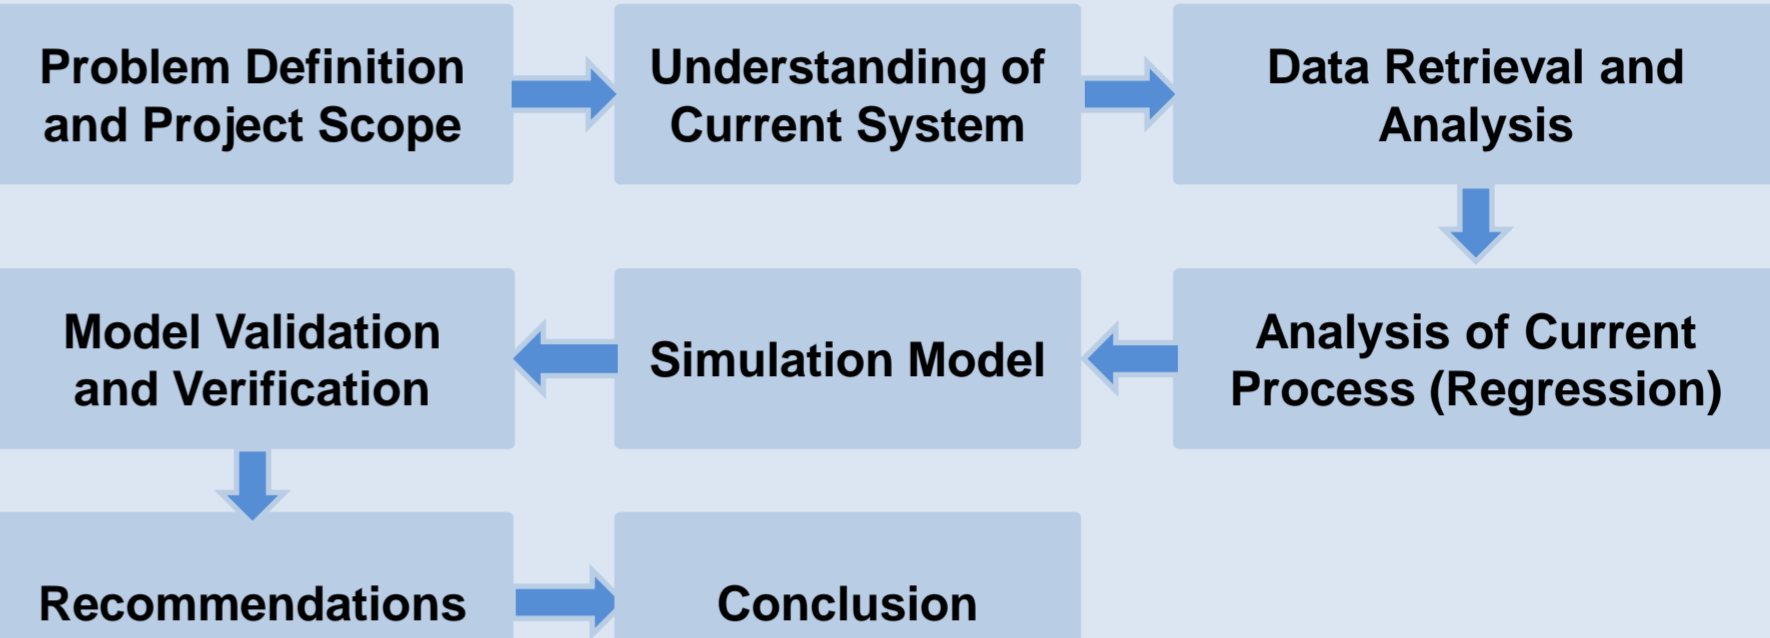 Problem Definition
and Project Scope
Understanding of
Current System
Data Retrieval and
Analysis
Analysis of Current
Process (Regression)
Simulation Model
Model Validation
and Verification
Recommendations
Conclusion